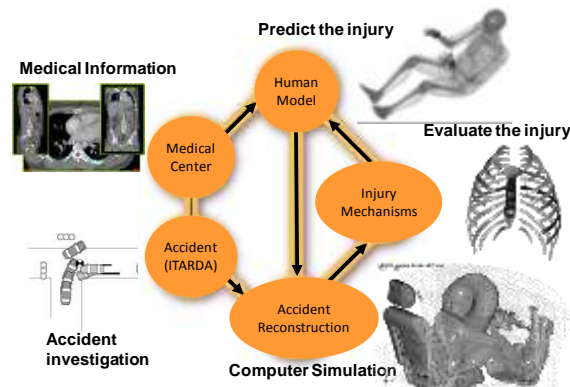 Predict the injury
Medical Information
Human
Model
Medical
Center
Evaluate the injury
Injury
Mechanisms
Accident
(ITARDA)
Accident
Reconstruction
Accident
investigation
Computer Simulation